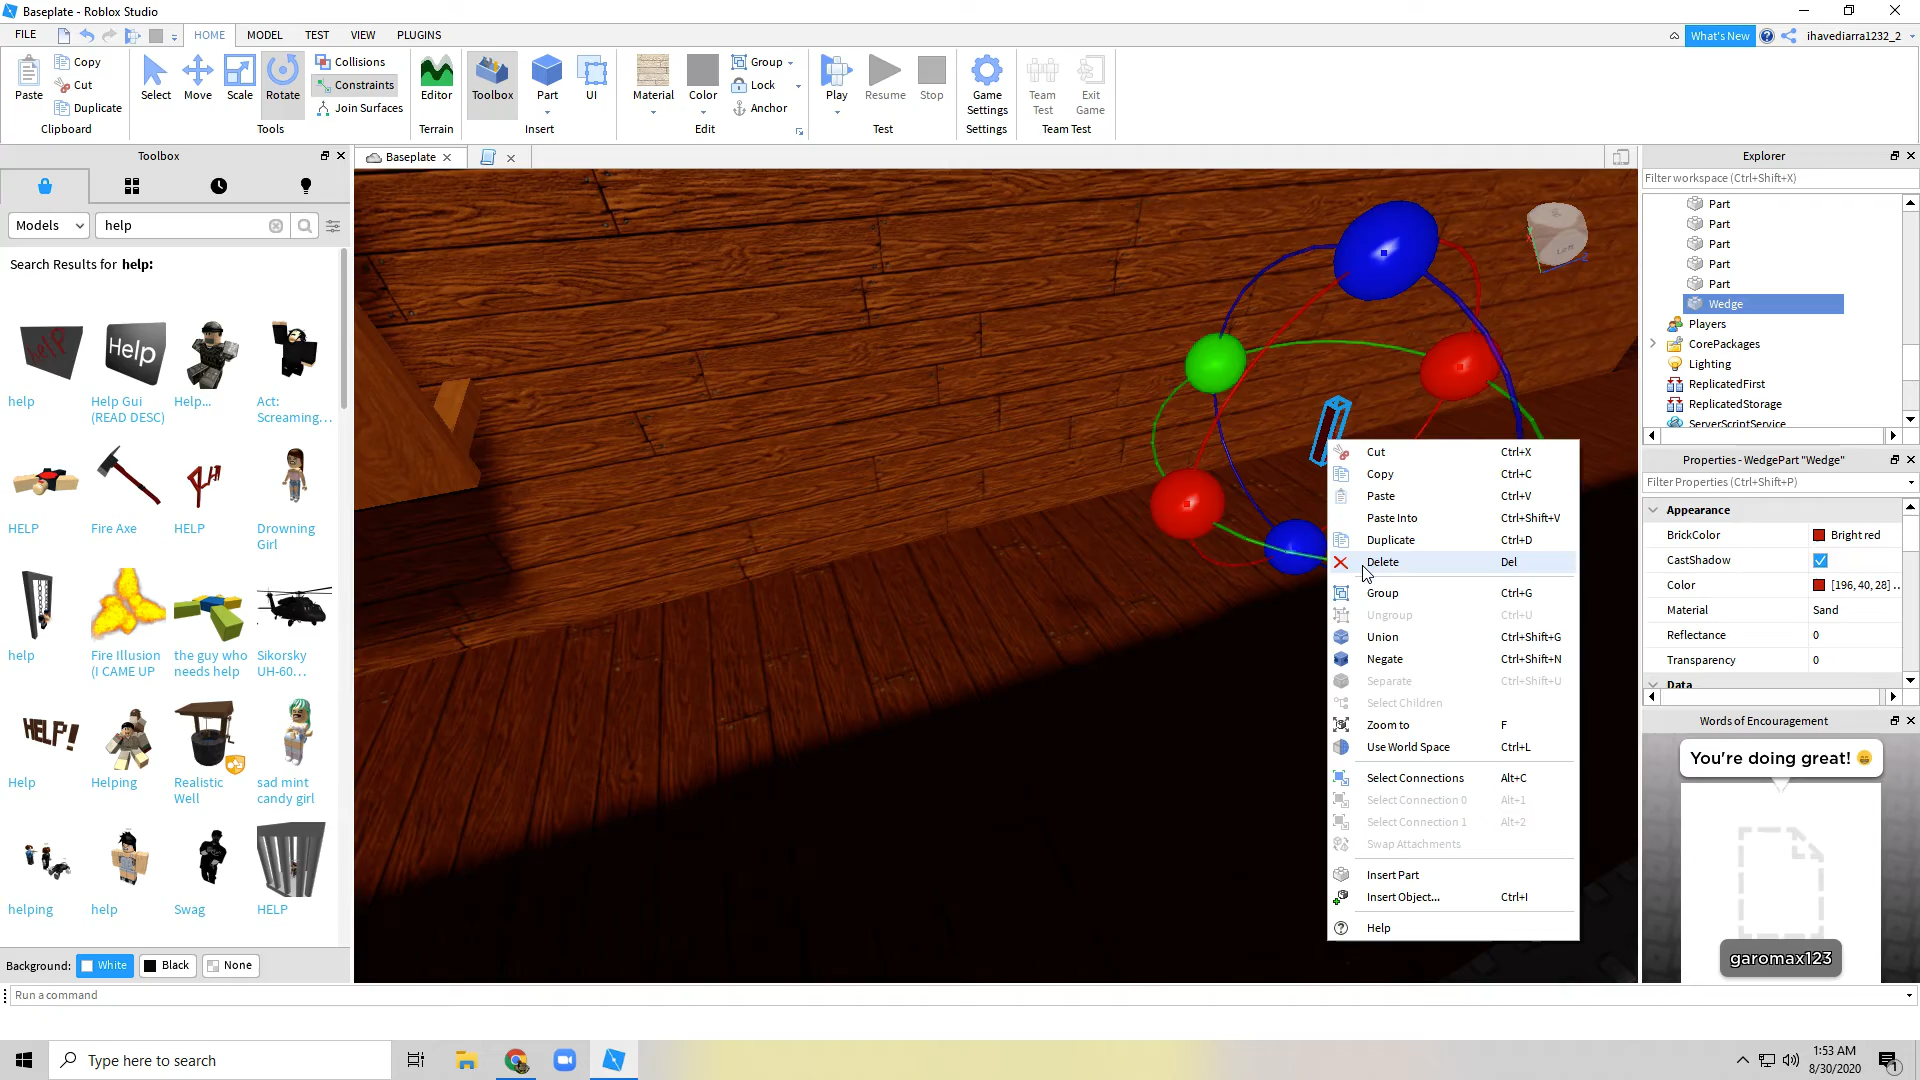 Baseplate - Roblox Studio
FILE
HOME
MODEL
TEST
VIEW
PLUGINS
What's New
ihavediarra1232_2
Paste
Copy
Cut
Duplicate
Clipboard
Select
Move
Scale
Rotate
Collisions
Constraints
Join Surfaces
Tools
Editor
Terrain
Toolbox
Part
UI
Insert
Material
Color
Group
Lock
Anchor
Edit
Play
Resume
Stop
Test
Game
Settings
Settings
Team
Test
Exit
Game
Team Test
Toolbox
Models
help
Search Results for help:
help
Help
help
Help Gui
(READ DESC)
Help...
Act:
Screaming...
HELP
Fire Axe
HELP
Drowning
Girl
help
Fire Illusion
(I CAME UP
the guy who
needs help
Sikorsky
UH-60...
HELP!
Help
Helping
Realistic
Well
sad mint
candy girl
helping
help
Swag
HELP
Background:
White
Black
None
Run a command
Baseplate
Left
Cut Ctrl+X
Copy Ctrl+C
Paste Ctrl+V
Paste Into Ctrl+Shift+V
Duplicate Ctrl+D
Delete Del
Group Ctrl+G
Ungroup Ctrl+U
Union Ctrl+Shift+G
Negate Ctrl+Shift+N
Separate Ctrl+Shift+U
Select Children
Zoom to F
Use World Space Ctrl+L
Select Connections Alt+C
Select Connection 0 Alt+1
Select Connection 1 Alt+2
Swap Attachments
Insert Part
Insert Object... Ctrl+I
Help
Explorer
Filter workspace (Ctrl+Shift+X)
Part
Part
Part
Part
Part
Wedge
Players
CorePackages
Lighting
ReplicatedFirst
ReplicatedStorage
ServerScriptService
Properties - WedgePart "Wedge"
Filter Properties (Ctrl+Shift+P)
Appearance
BrickColor Bright red
CastShadow
Color [196, 40, 28] ..
Material Sand
Reflectance 0
Transparency 0
Data
Words of Encouragement
You're doing great!
garomax123
Type here to search
1:53 AM
8/30/2020
1